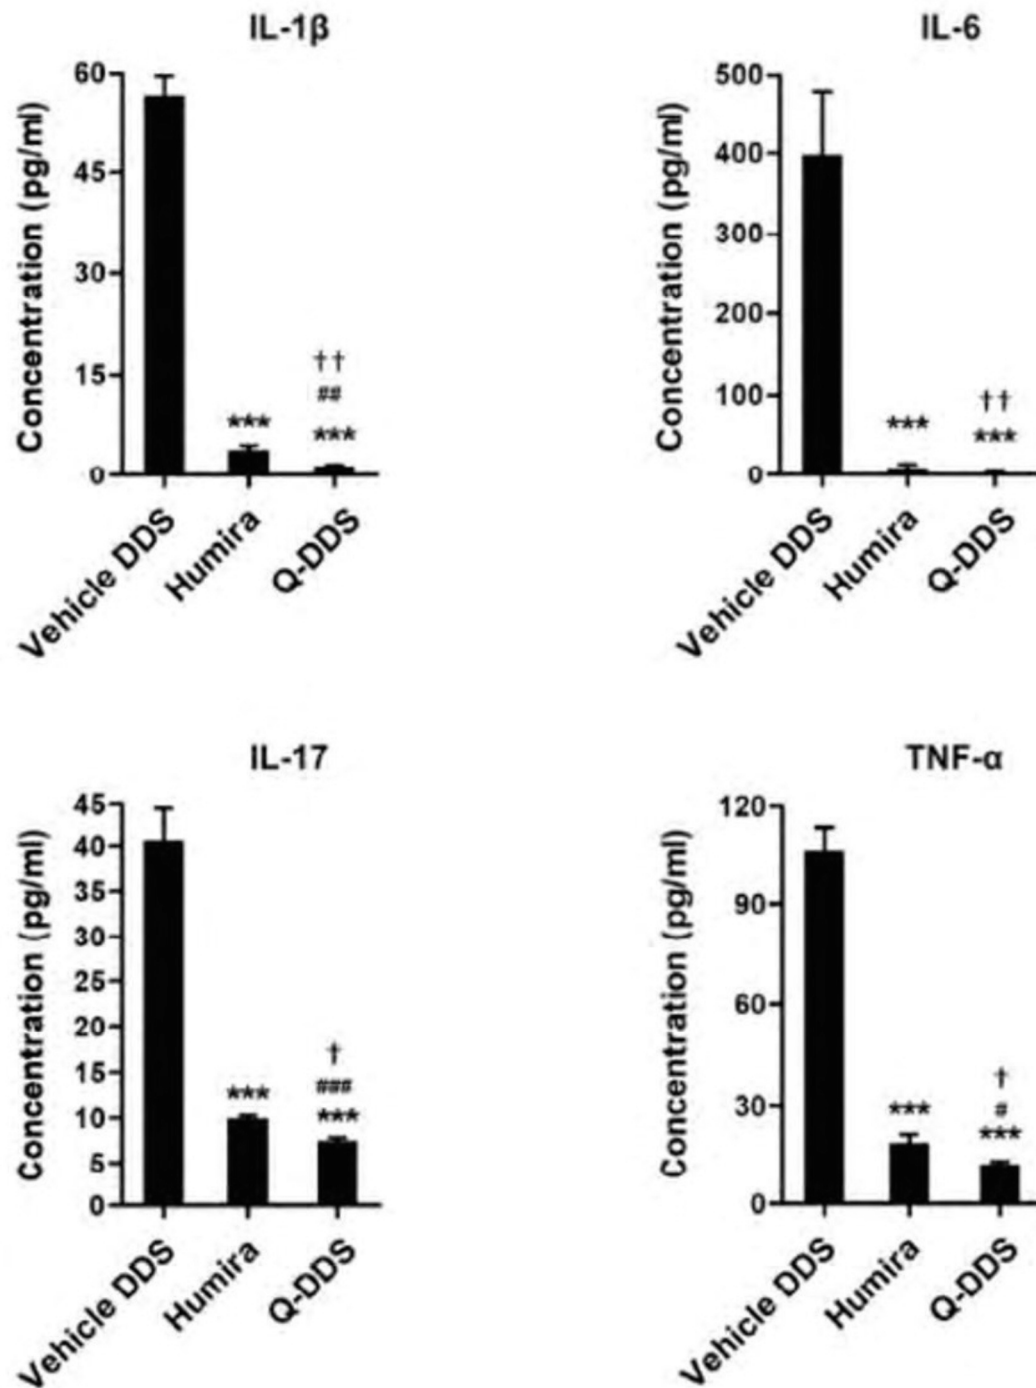 IL-1β
Concentration (pg/ml)
60
45
30
15
0
††
##
***
***
Vehicle DDS
Humira
Q-DDS
IL-6
Concentration (pg/ml)
500
400
300
200
100
0
††
***
***
Vehicle DDS
Humira
Q-DDS
IL-17
Concentration (pg/ml)
45
40
35
30
25
20
15
10
5
0
†
###
***
***
Vehicle DDS
Humira
Q-DDS
TNF-α
Concentration (pg/ml)
120
90
60
30
0
†
#
***
***
Vehicle DDS
Humira
Q-DDS